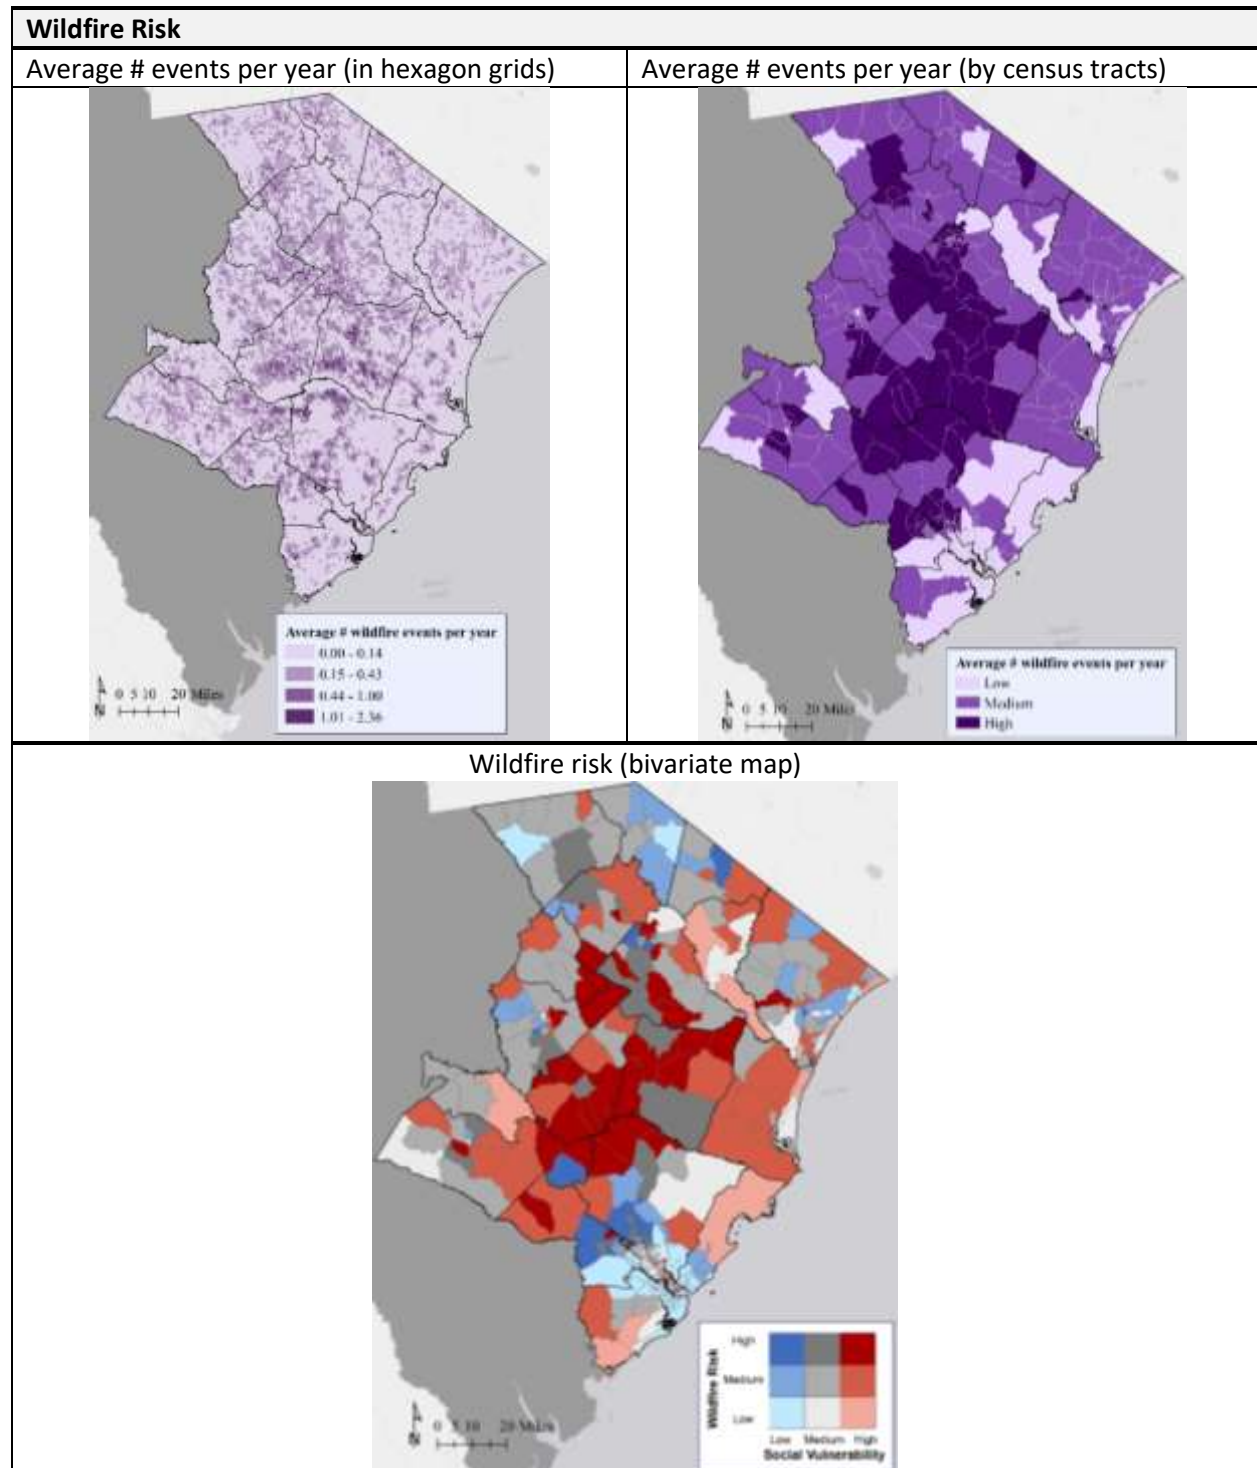 Wildfire Risk
Average # events per year (in hexagon grids)
Average # events per year (by census tracts)
Average # wildfire events per year
0.00 - 0.14
0.15 - 0.43
0.44 - 1.00
1.01 - 2.36
N
0 5 10 20 Miles
Average # wildfire events per year
Low
Medium
High
N
0 5 10 20 Miles
Wildfire risk (bivariate map)
High
Medium
Low
Wildfire Risk
Low Medium High
Social Vulnerability
N
0 5 10 20 Miles